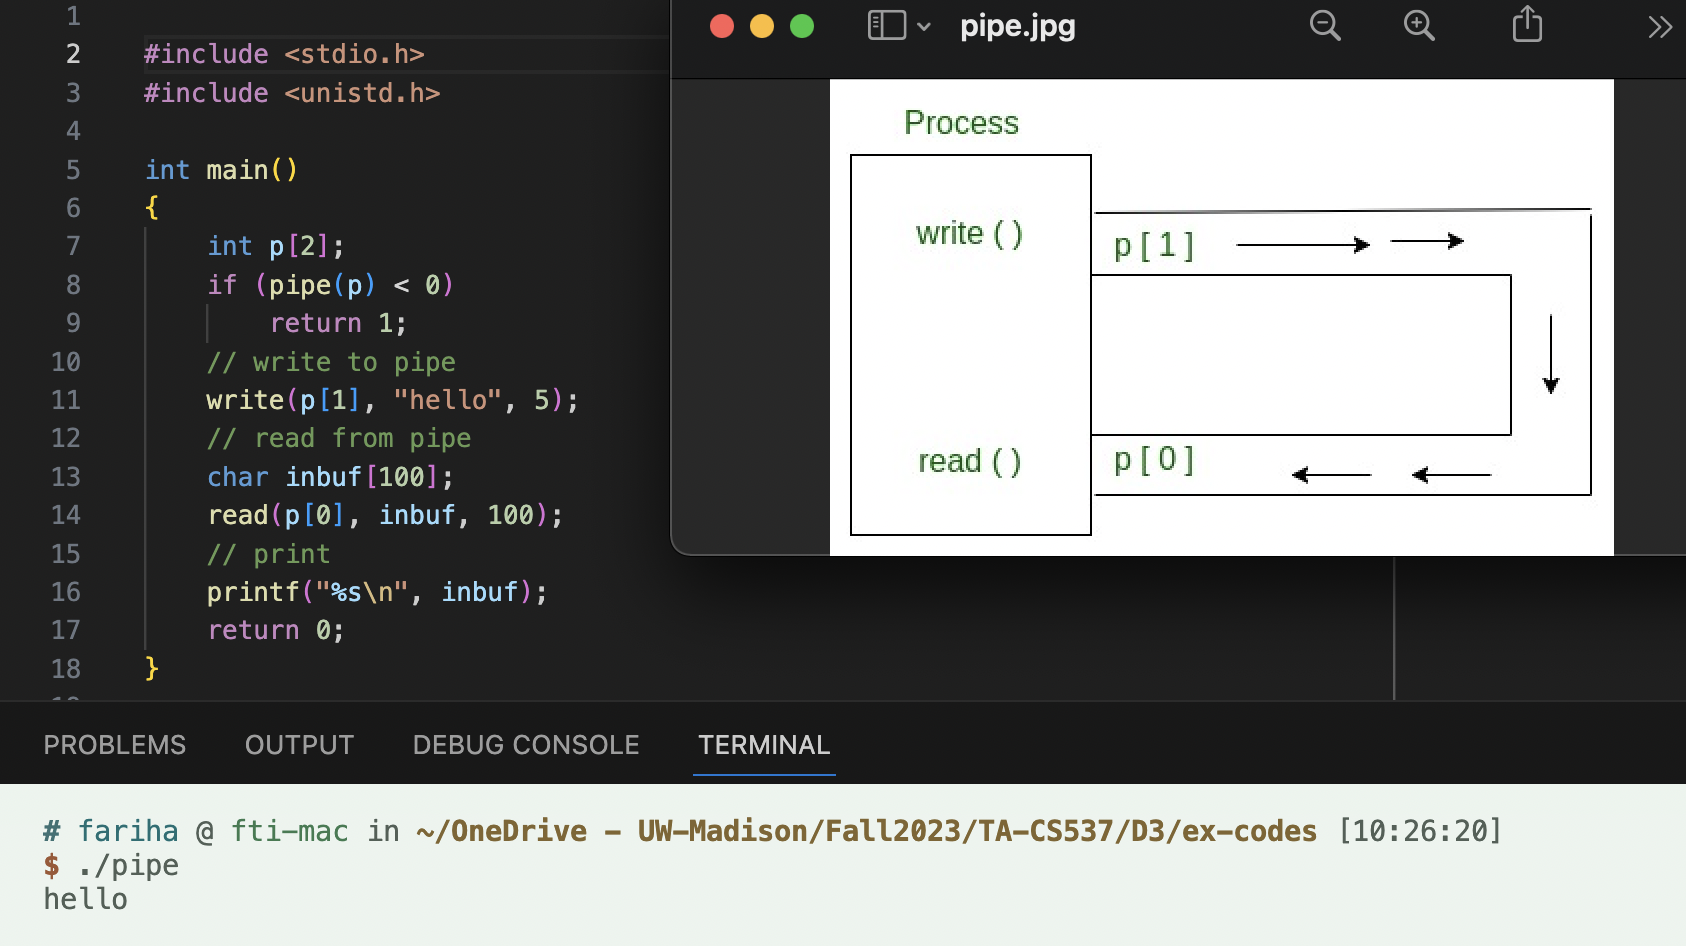 1
2 #include <stdio.h>
3 #include <unistd.h>
4
5 int main()
6 {
7 int p[2];
8 if (pipe(p) < 0)
9 return 1;
10 // write to pipe
11 write(p[1], "hello", 5);
12 // read from pipe
13 char inbuf[100];
14 read(p[0], inbuf, 100);
15 // print
16 printf("%s\n", inbuf);
17 return 0;
18 }
pipe.jpg
Process
write ( ) p [ 1 ]
read ( ) p [ 0 ]
PROBLEMS OUTPUT DEBUG CONSOLE TERMINAL
# fariha @ fti-mac in ~/OneDrive - UW-Madison/Fall2023/TA-CS537/D3/ex-codes [10:26:20]
$ ./pipe
hello